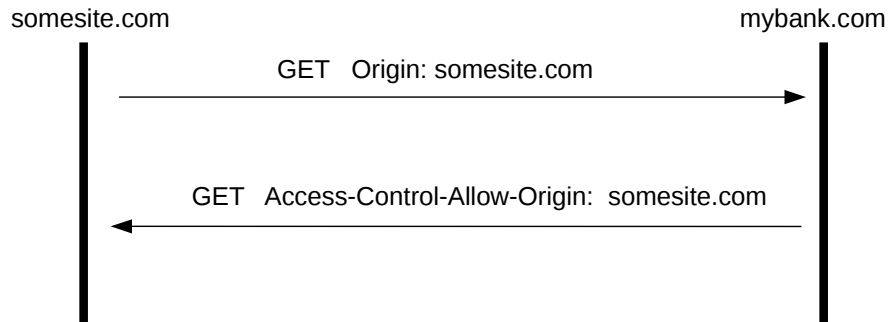 somesite.com
mybank.com
GET Origin: somesite.com
GET Access-Control-Allow-Origin: somesite.com